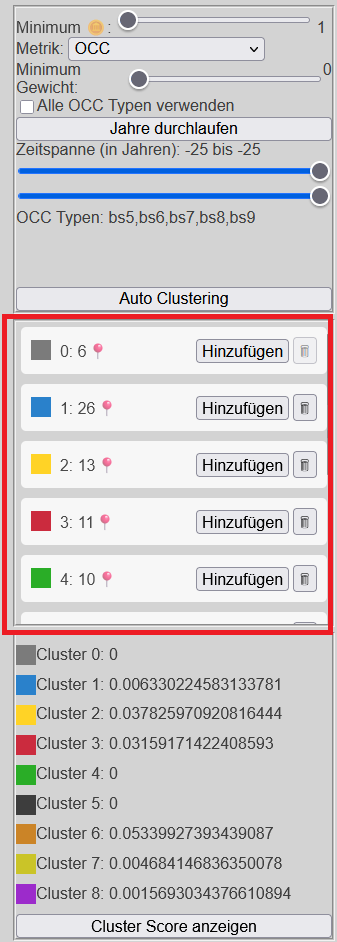 Minimum : 1
Metrik: OCC
Minimum
Gewicht: 0
Alle OCC Typen verwenden
Jahre durchlaufen
Zeitspanne (in Jahren): -25 bis -25
OCC Typen: bs5,bs6,bs7,bs8,bs9
Auto Clustering
0: 6 Hinzufügen
1: 26 Hinzufügen
2: 13 Hinzufügen
3: 11 Hinzufügen
4: 10 Hinzufügen
Cluster 0: 0
Cluster 1: 0.006330224583133781
Cluster 2: 0.037825970920816444
Cluster 3: 0.03159171422408593
Cluster 4: 0
Cluster 5: 0
Cluster 6: 0.05339927393439087
Cluster 7: 0.004684146836350078
Cluster 8: 0.0015693034376610894
Cluster Score anzeigen